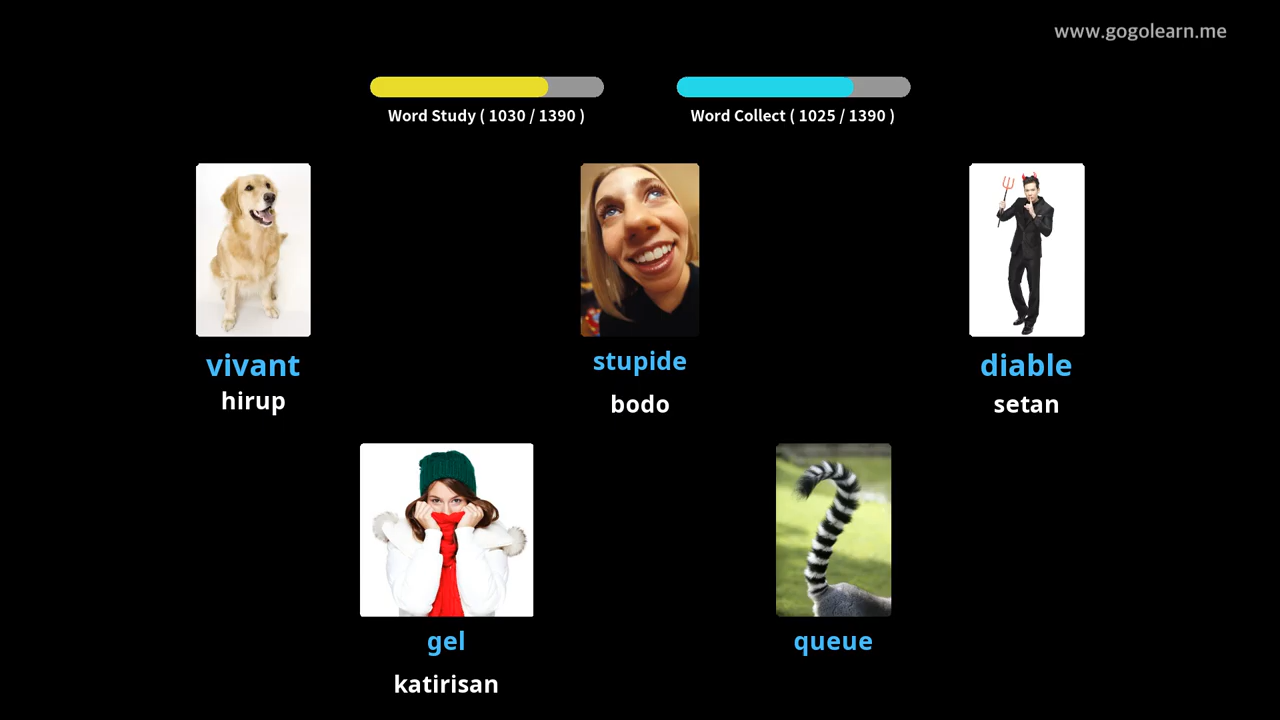 www.gogolearn.me
Word Study ( 1030 / 1390 )
Word Collect ( 1025 / 1390 )
vivant
hirup
stupide
bodo
diable
setan
gel
katirisan
queue